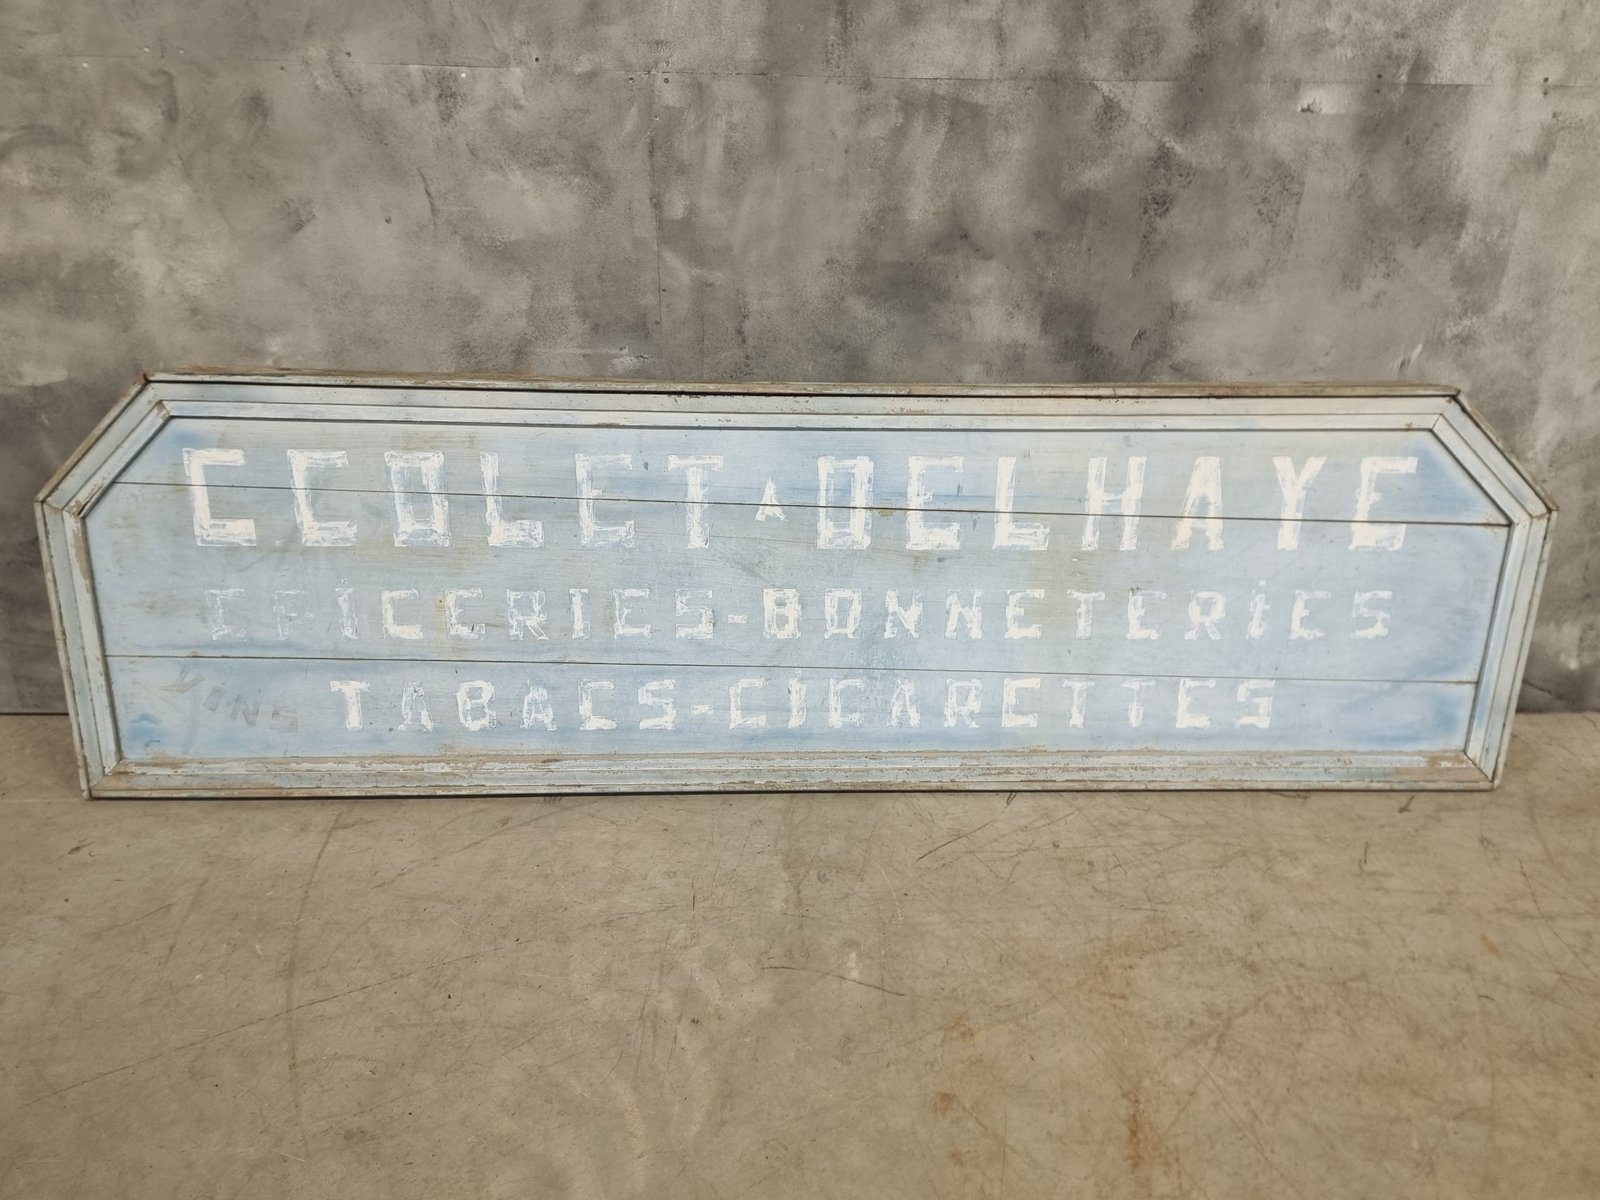 CCOLET A DELHAYE
EPICERIES-BONNETERIES
VINS TABACS-CIGARETTES